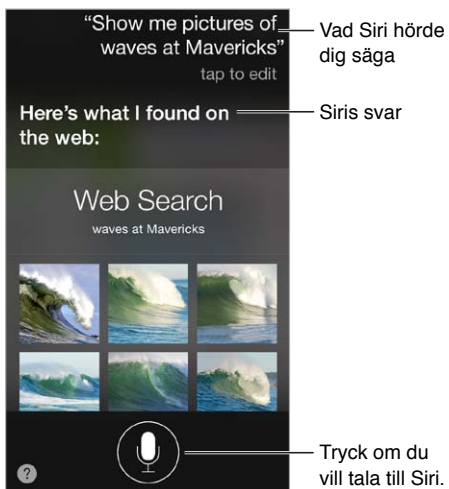 “Show me pictures of
waves at Mavericks”
tap to edit
Vad Siri hörde
dig säga
Here’s what I found on
the web:
Siris svar
Web Search
waves at Mavericks
?
Tryck om du
vill tala till Siri.